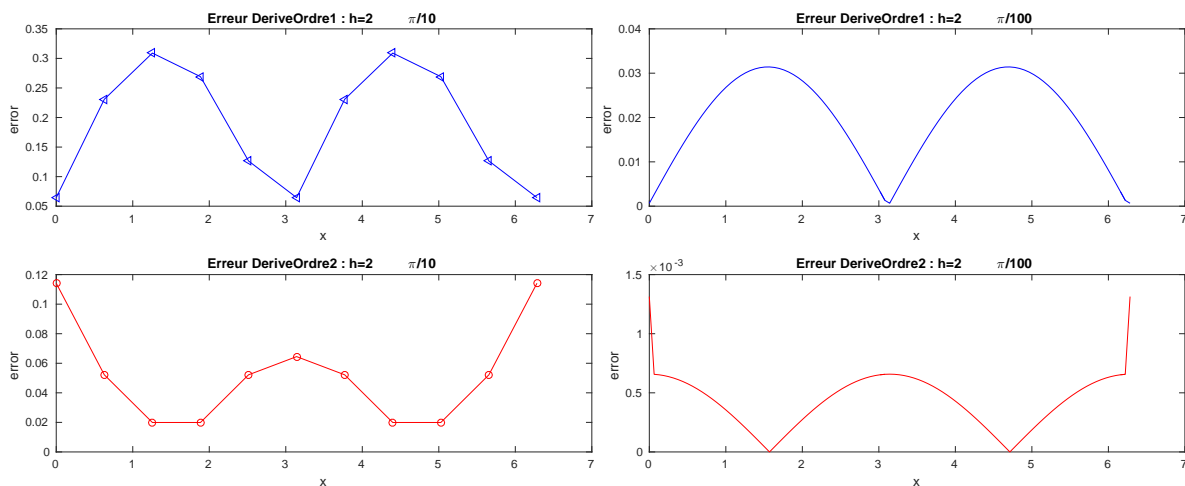 Erreur DeriveOrdre1 : h=2 π/10
0.35
0.3
0.25
0.2
0.15
0.1
0.05
error
0 1 2 3 4 5 6 7
x
Erreur DeriveOrdre1 : h=2 π/100
0.04
0.03
0.02
0.01
0
error
0 1 2 3 4 5 6 7
x
Erreur DeriveOrdre2 : h=2 π/10
0.12
0.1
0.08
0.06
0.04
0.02
0
error
0 1 2 3 4 5 6 7
x
Erreur DeriveOrdre2 : h=2 π/100
×10⁻³
1.5
1
0.5
0
error
0 1 2 3 4 5 6 7
x